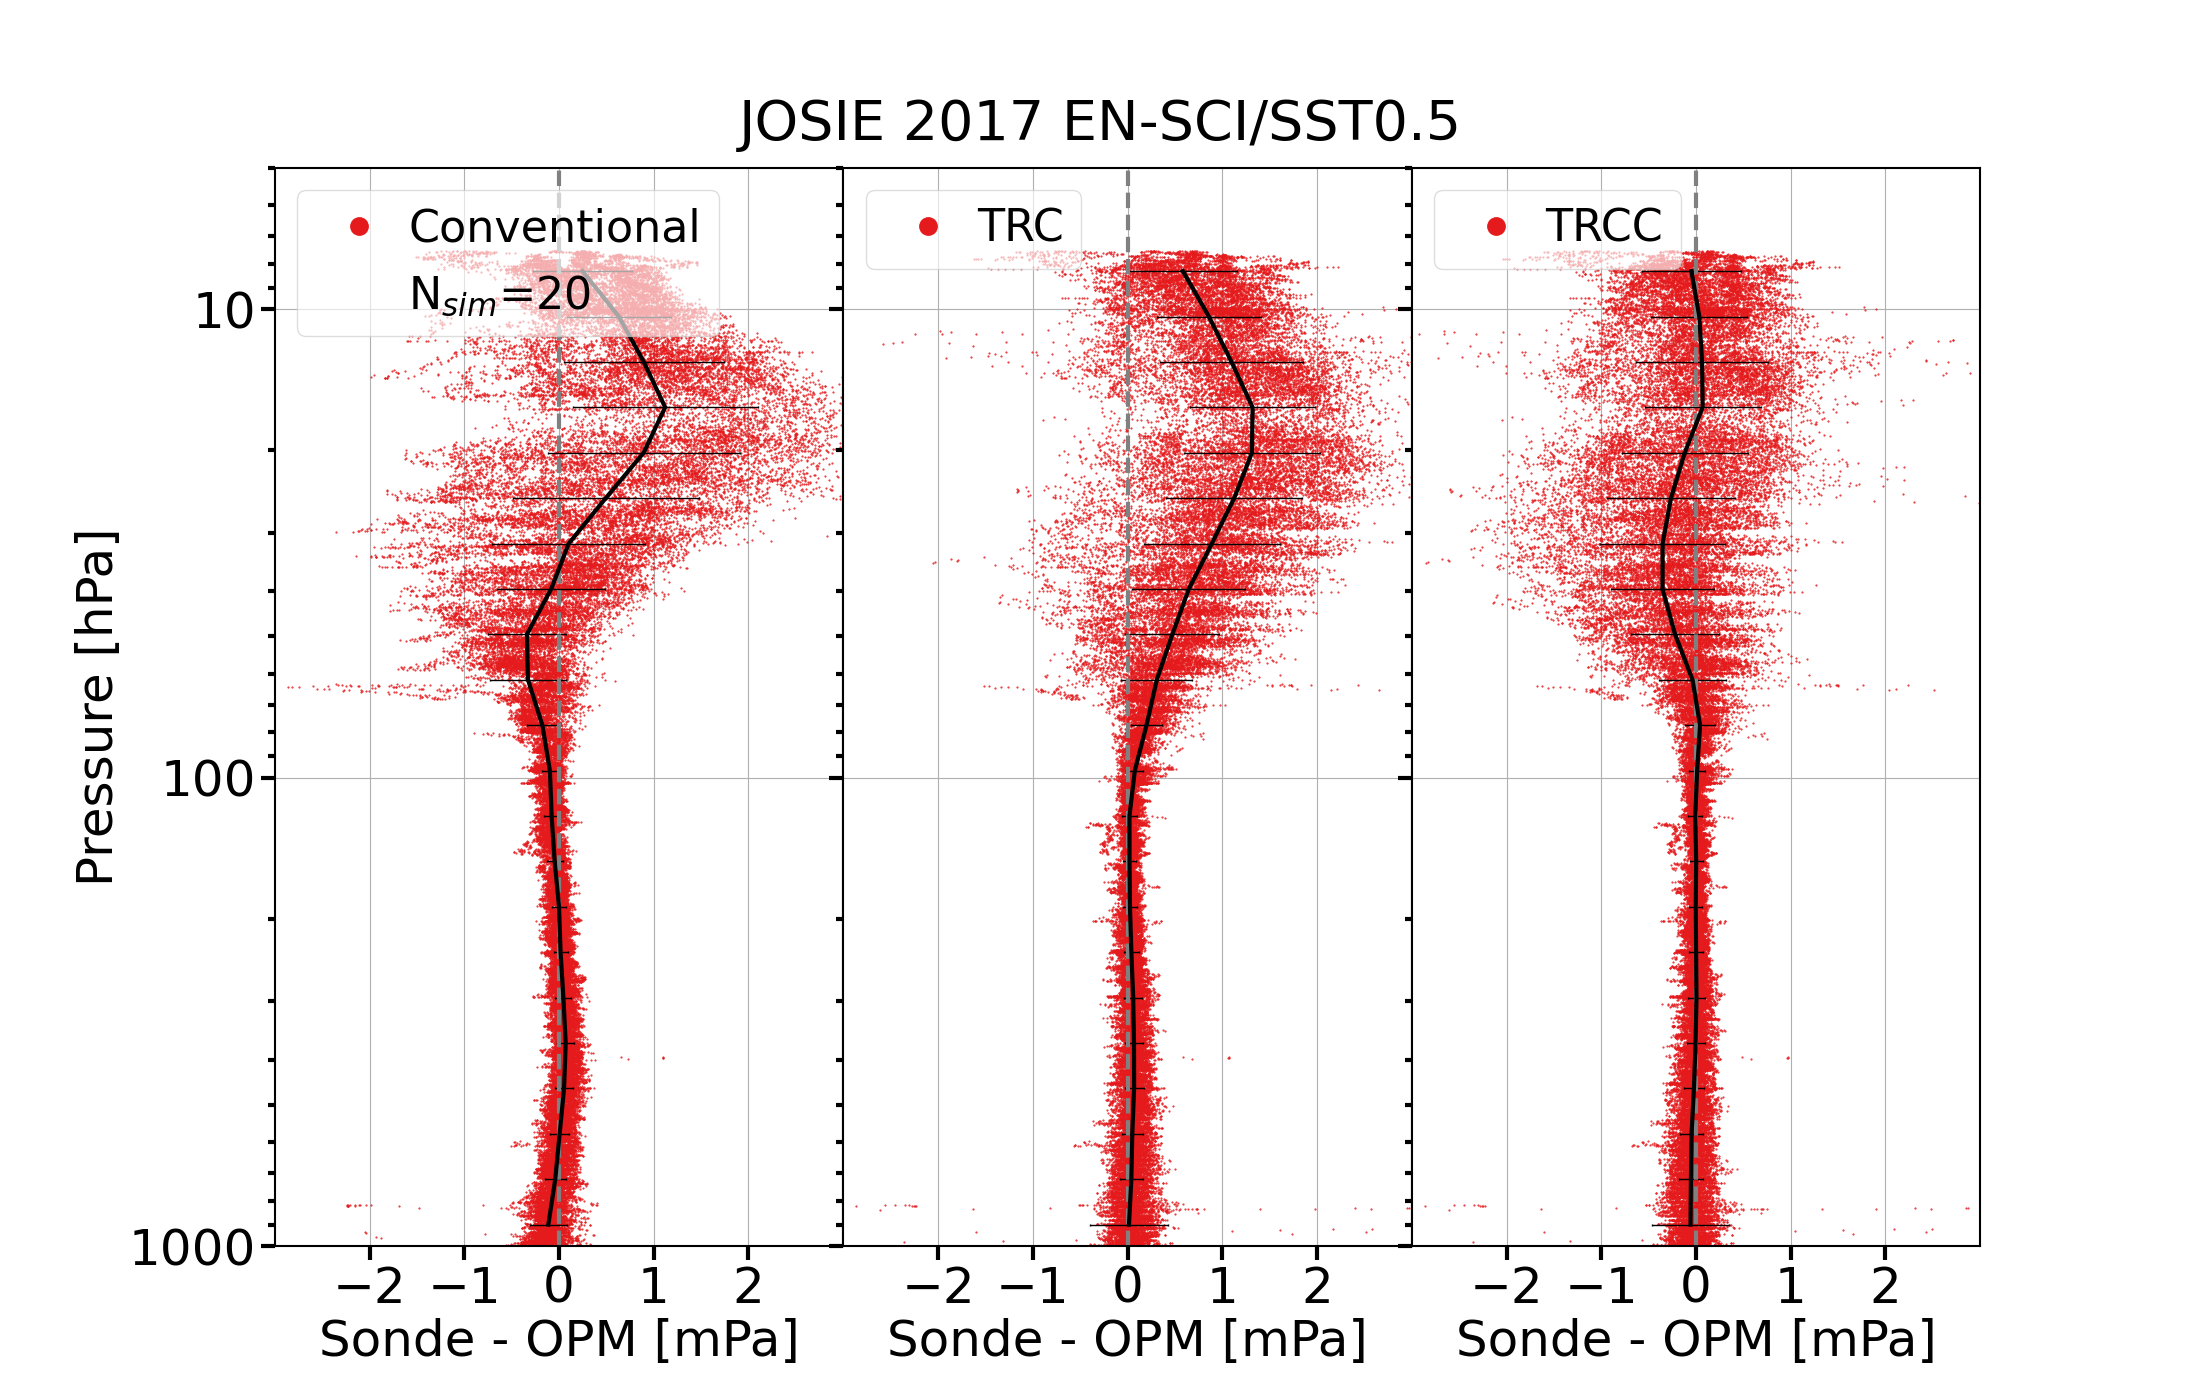 JOSIE 2017 EN-SCI/SST0.5
Conventional
N_sim=20
TRC
TRCC
Pressure [hPa]
10
100
1000
−2 −1 0 1 2
−2 −1 0 1 2
−2 −1 0 1 2
Sonde - OPM [mPa]
Sonde - OPM [mPa]
Sonde - OPM [mPa]